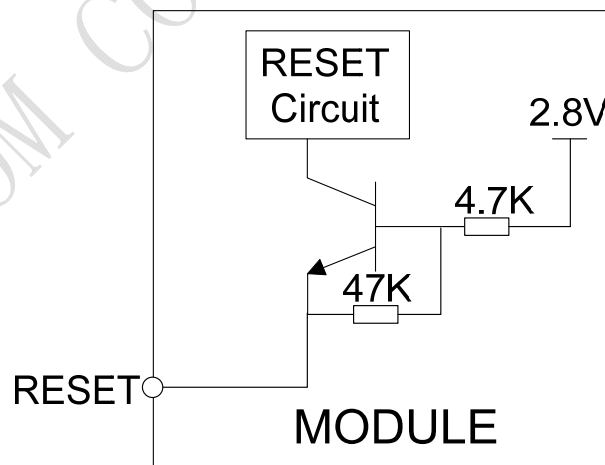 RESET
Circuit
2.8V
4.7K
47K
RESET
MODULE